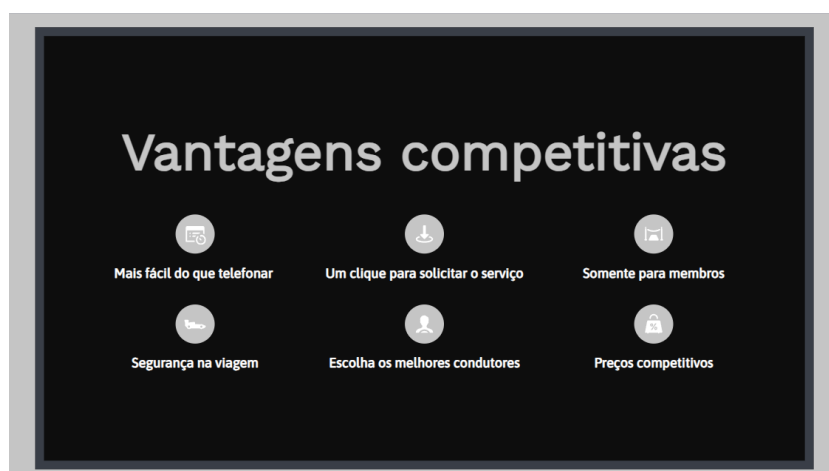 Vantagens competitivas
Mais fácil do que telefonar
Um clique para solicitar o serviço
Somente para membros
Segurança na viagem
Escolha os melhores condutores
Preços competitivos